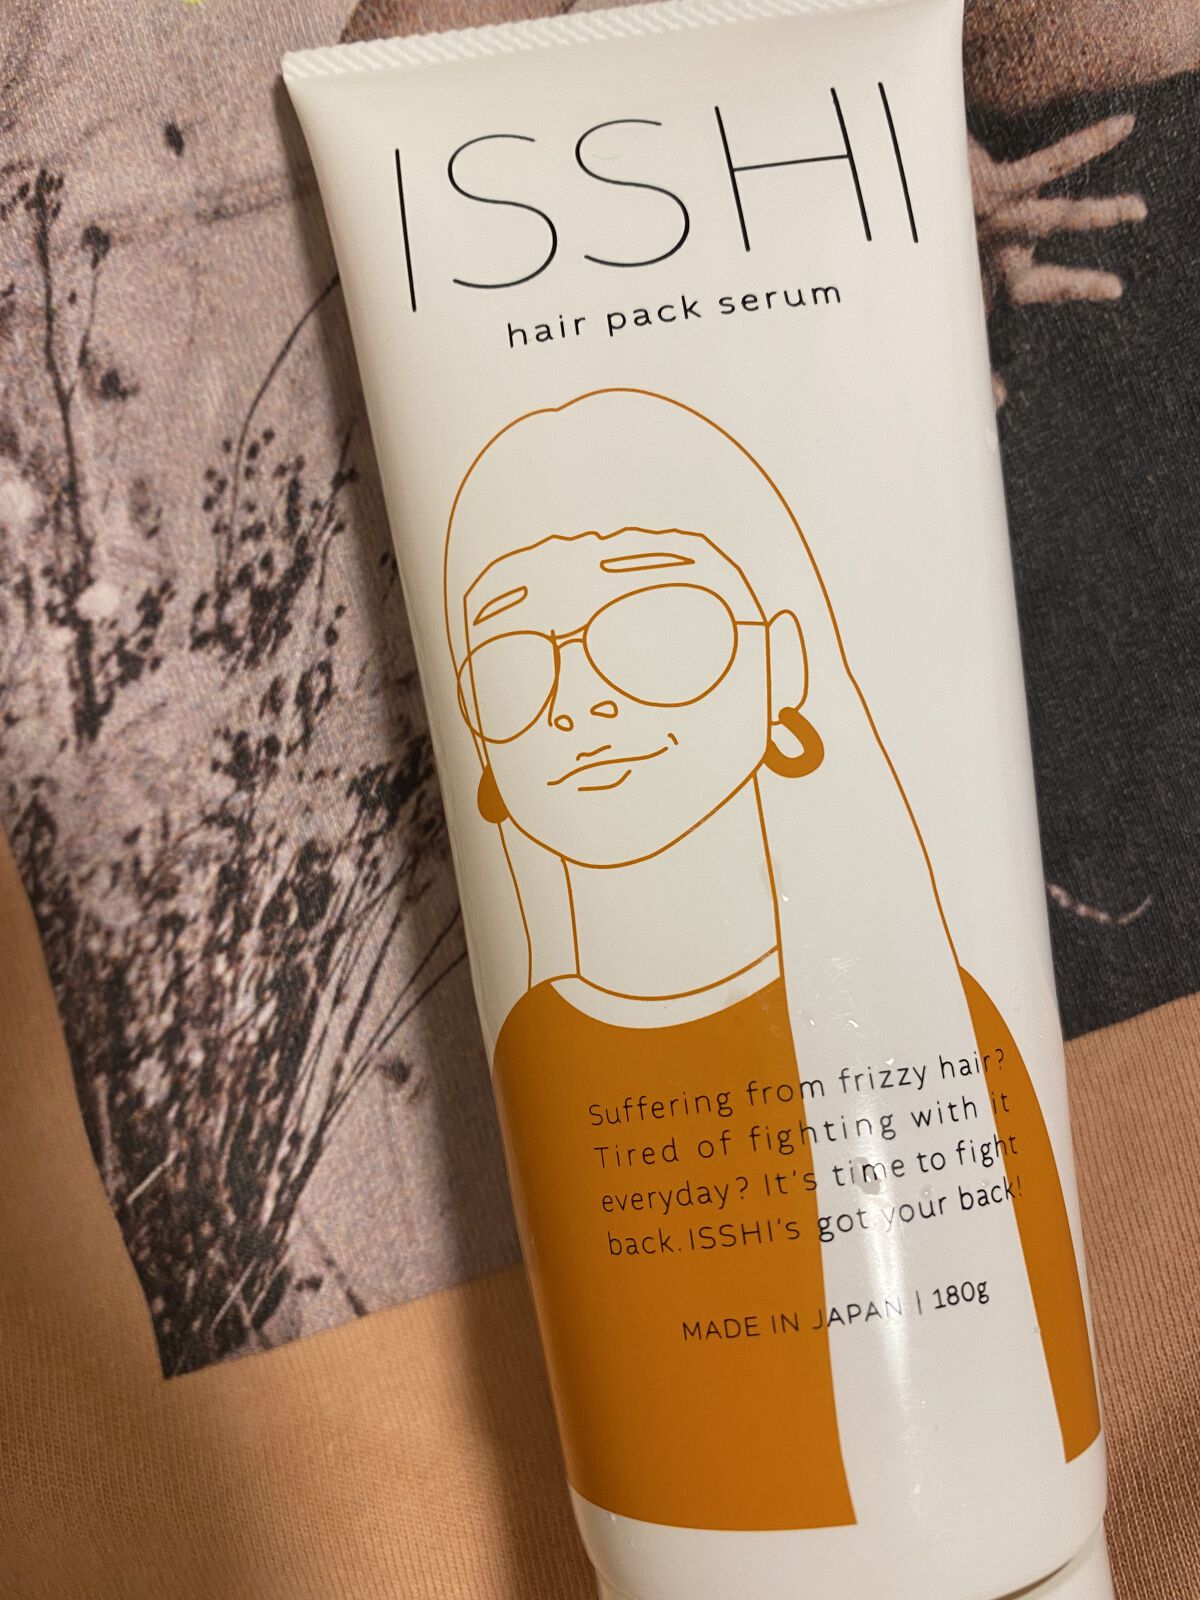 ISSHI
hair pack serum
Suffering from frizzy hair?
Tired of fighting with it
everyday? It's time to fight
back. ISSHI's got your back!
MADE IN JAPAN | 180g